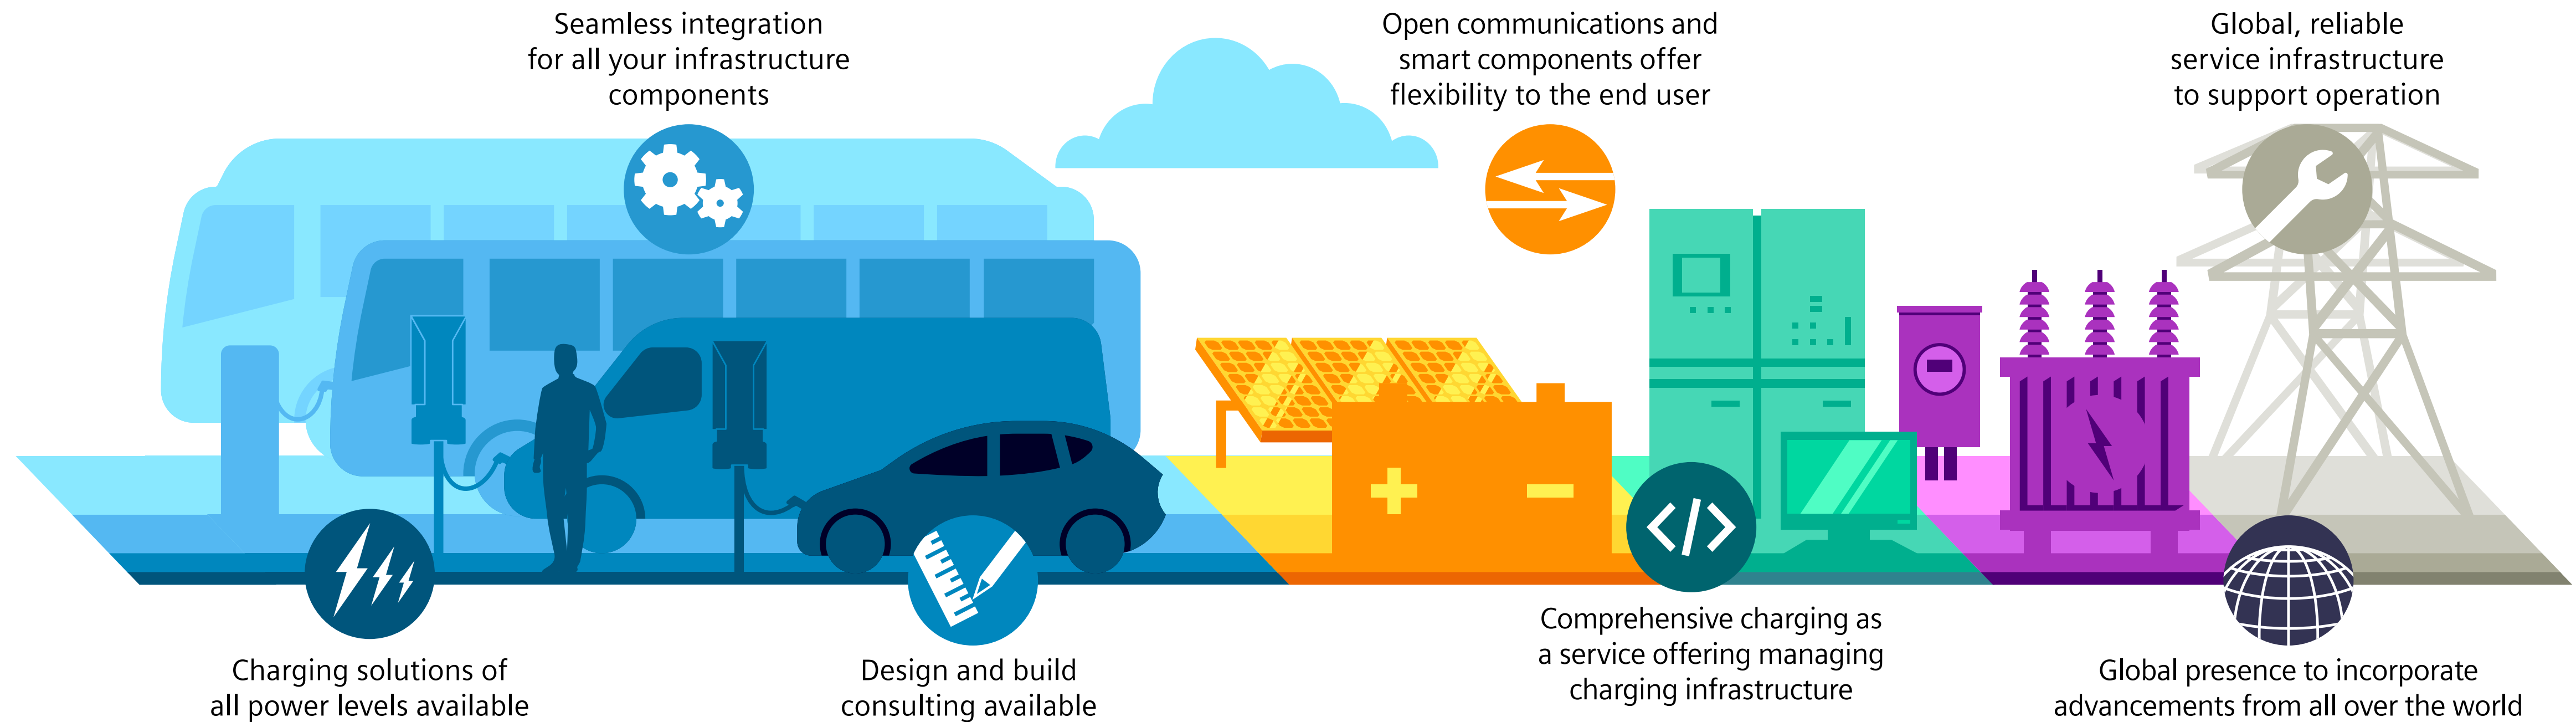 Seamless integration
for all your infrastructure
components
Open communications and
smart components offer
flexibility to the end user
Global, reliable
service infrastructure
to support operation
Charging solutions of
all power levels available
Design and build
consulting available
Comprehensive charging as
a service offering managing
charging infrastructure
Global presence to incorporate
advancements from all over the world